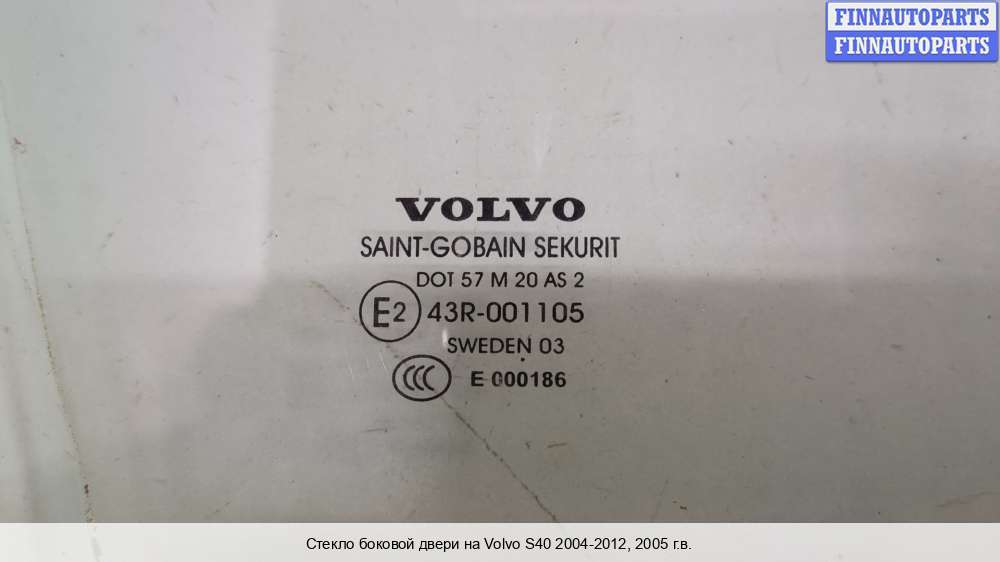 FINNAUTOPARTS
FINNAUTOPARTS
VOLVO
SAINT-GOBAIN SEKURIT
DOT 57 M 20 AS 2
E2 43R-001105
SWEDEN 03
CCC E 000186
Стекло боковой двери на Volvo S40 2004-2012, 2005 г.в.